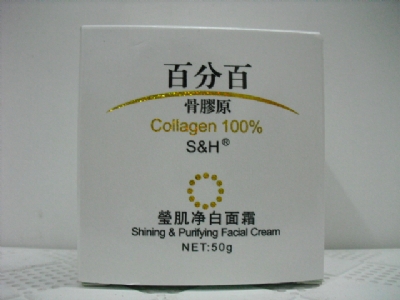 百分百
骨膠原
Collagen 100%
S&H®
瑩肌净白面霜
Shining & Purifying Facial Cream
NET:50g